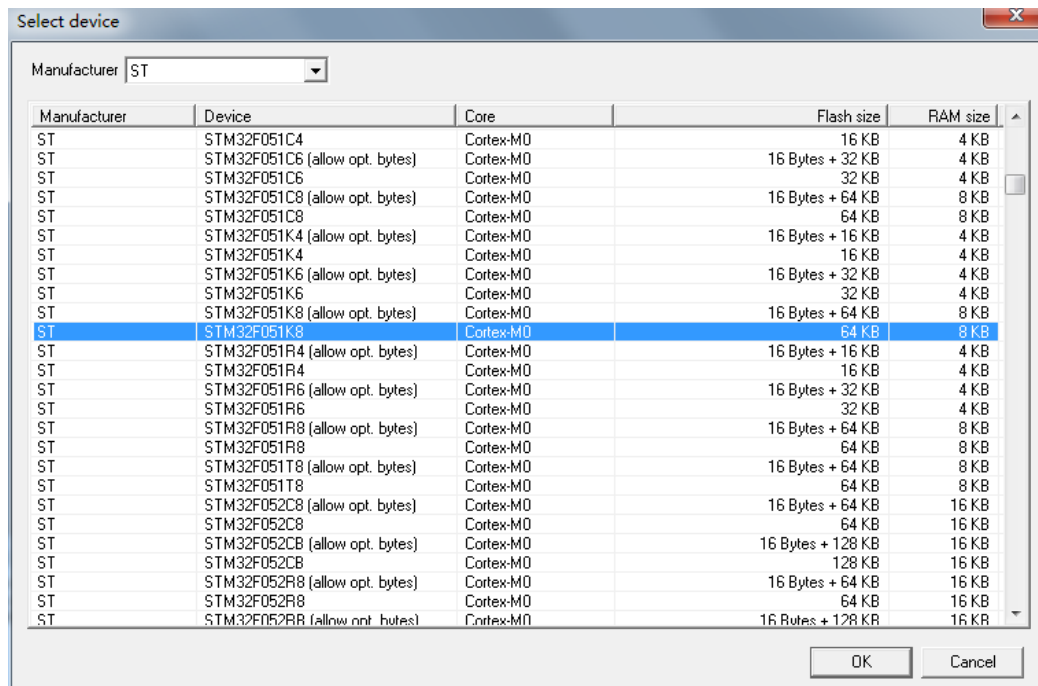 Select device
Manufacturer ST
Manufacturer Device Core Flash size RAM size
ST STM32F051C4 Cortex-M0 16 KB 4 KB
ST STM32F051C6 (allow opt. bytes) Cortex-M0 16 Bytes + 32 KB 4 KB
ST STM32F051C6 Cortex-M0 32 KB 4 KB
ST STM32F051C8 (allow opt. bytes) Cortex-M0 16 Bytes + 64 KB 8 KB
ST STM32F051C8 Cortex-M0 64 KB 8 KB
ST STM32F051K4 (allow opt. bytes) Cortex-M0 16 Bytes + 16 KB 4 KB
ST STM32F051K4 Cortex-M0 16 KB 4 KB
ST STM32F051K6 (allow opt. bytes) Cortex-M0 16 Bytes + 32 KB 4 KB
ST STM32F051K6 Cortex-M0 32 KB 4 KB
ST STM32F051K8 (allow opt. bytes) Cortex-M0 16 Bytes + 64 KB 8 KB
ST STM32F051K8 Cortex-M0 64 KB 8 KB
ST STM32F051R4 (allow opt. bytes) Cortex-M0 16 Bytes + 16 KB 4 KB
ST STM32F051R4 Cortex-M0 16 KB 4 KB
ST STM32F051R6 (allow opt. bytes) Cortex-M0 16 Bytes + 32 KB 4 KB
ST STM32F051R6 Cortex-M0 32 KB 4 KB
ST STM32F051R8 (allow opt. bytes) Cortex-M0 16 Bytes + 64 KB 8 KB
ST STM32F051R8 Cortex-M0 64 KB 8 KB
ST STM32F051T8 (allow opt. bytes) Cortex-M0 16 Bytes + 64 KB 8 KB
ST STM32F051T8 Cortex-M0 64 KB 8 KB
ST STM32F052C8 (allow opt. bytes) Cortex-M0 16 Bytes + 64 KB 16 KB
ST STM32F052C8 Cortex-M0 64 KB 16 KB
ST STM32F052CB (allow opt. bytes) Cortex-M0 16 Bytes + 128 KB 16 KB
ST STM32F052CB Cortex-M0 128 KB 16 KB
ST STM32F052R8 (allow opt. bytes) Cortex-M0 16 Bytes + 64 KB 16 KB
ST STM32F052R8 Cortex-M0 64 KB 16 KB
ST STM32F052RB (allow opt. bytes) Cortex-M0 16 Bytes + 128 KB 16 KB
OK Cancel